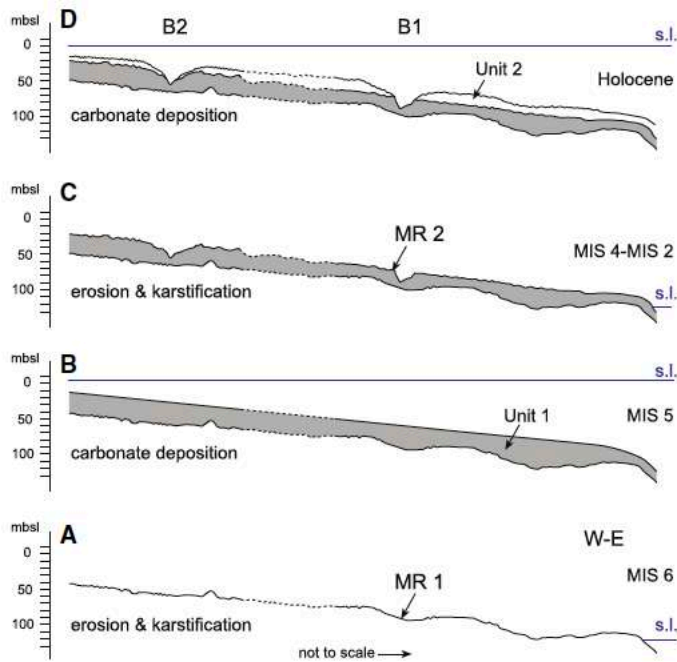 mbsl D B2 B1 s.l.
0
50
100
Unit 2
Holocene
carbonate deposition
mbsl C
0
50
100
MR 2
MIS 4-MIS 2
erosion & karstification
s.l.
mbsl B s.l.
0
50
100
Unit 1
MIS 5
carbonate deposition
mbsl A W-E
0
50
100
MR 1
MIS 6
erosion & karstification
s.l.
not to scale